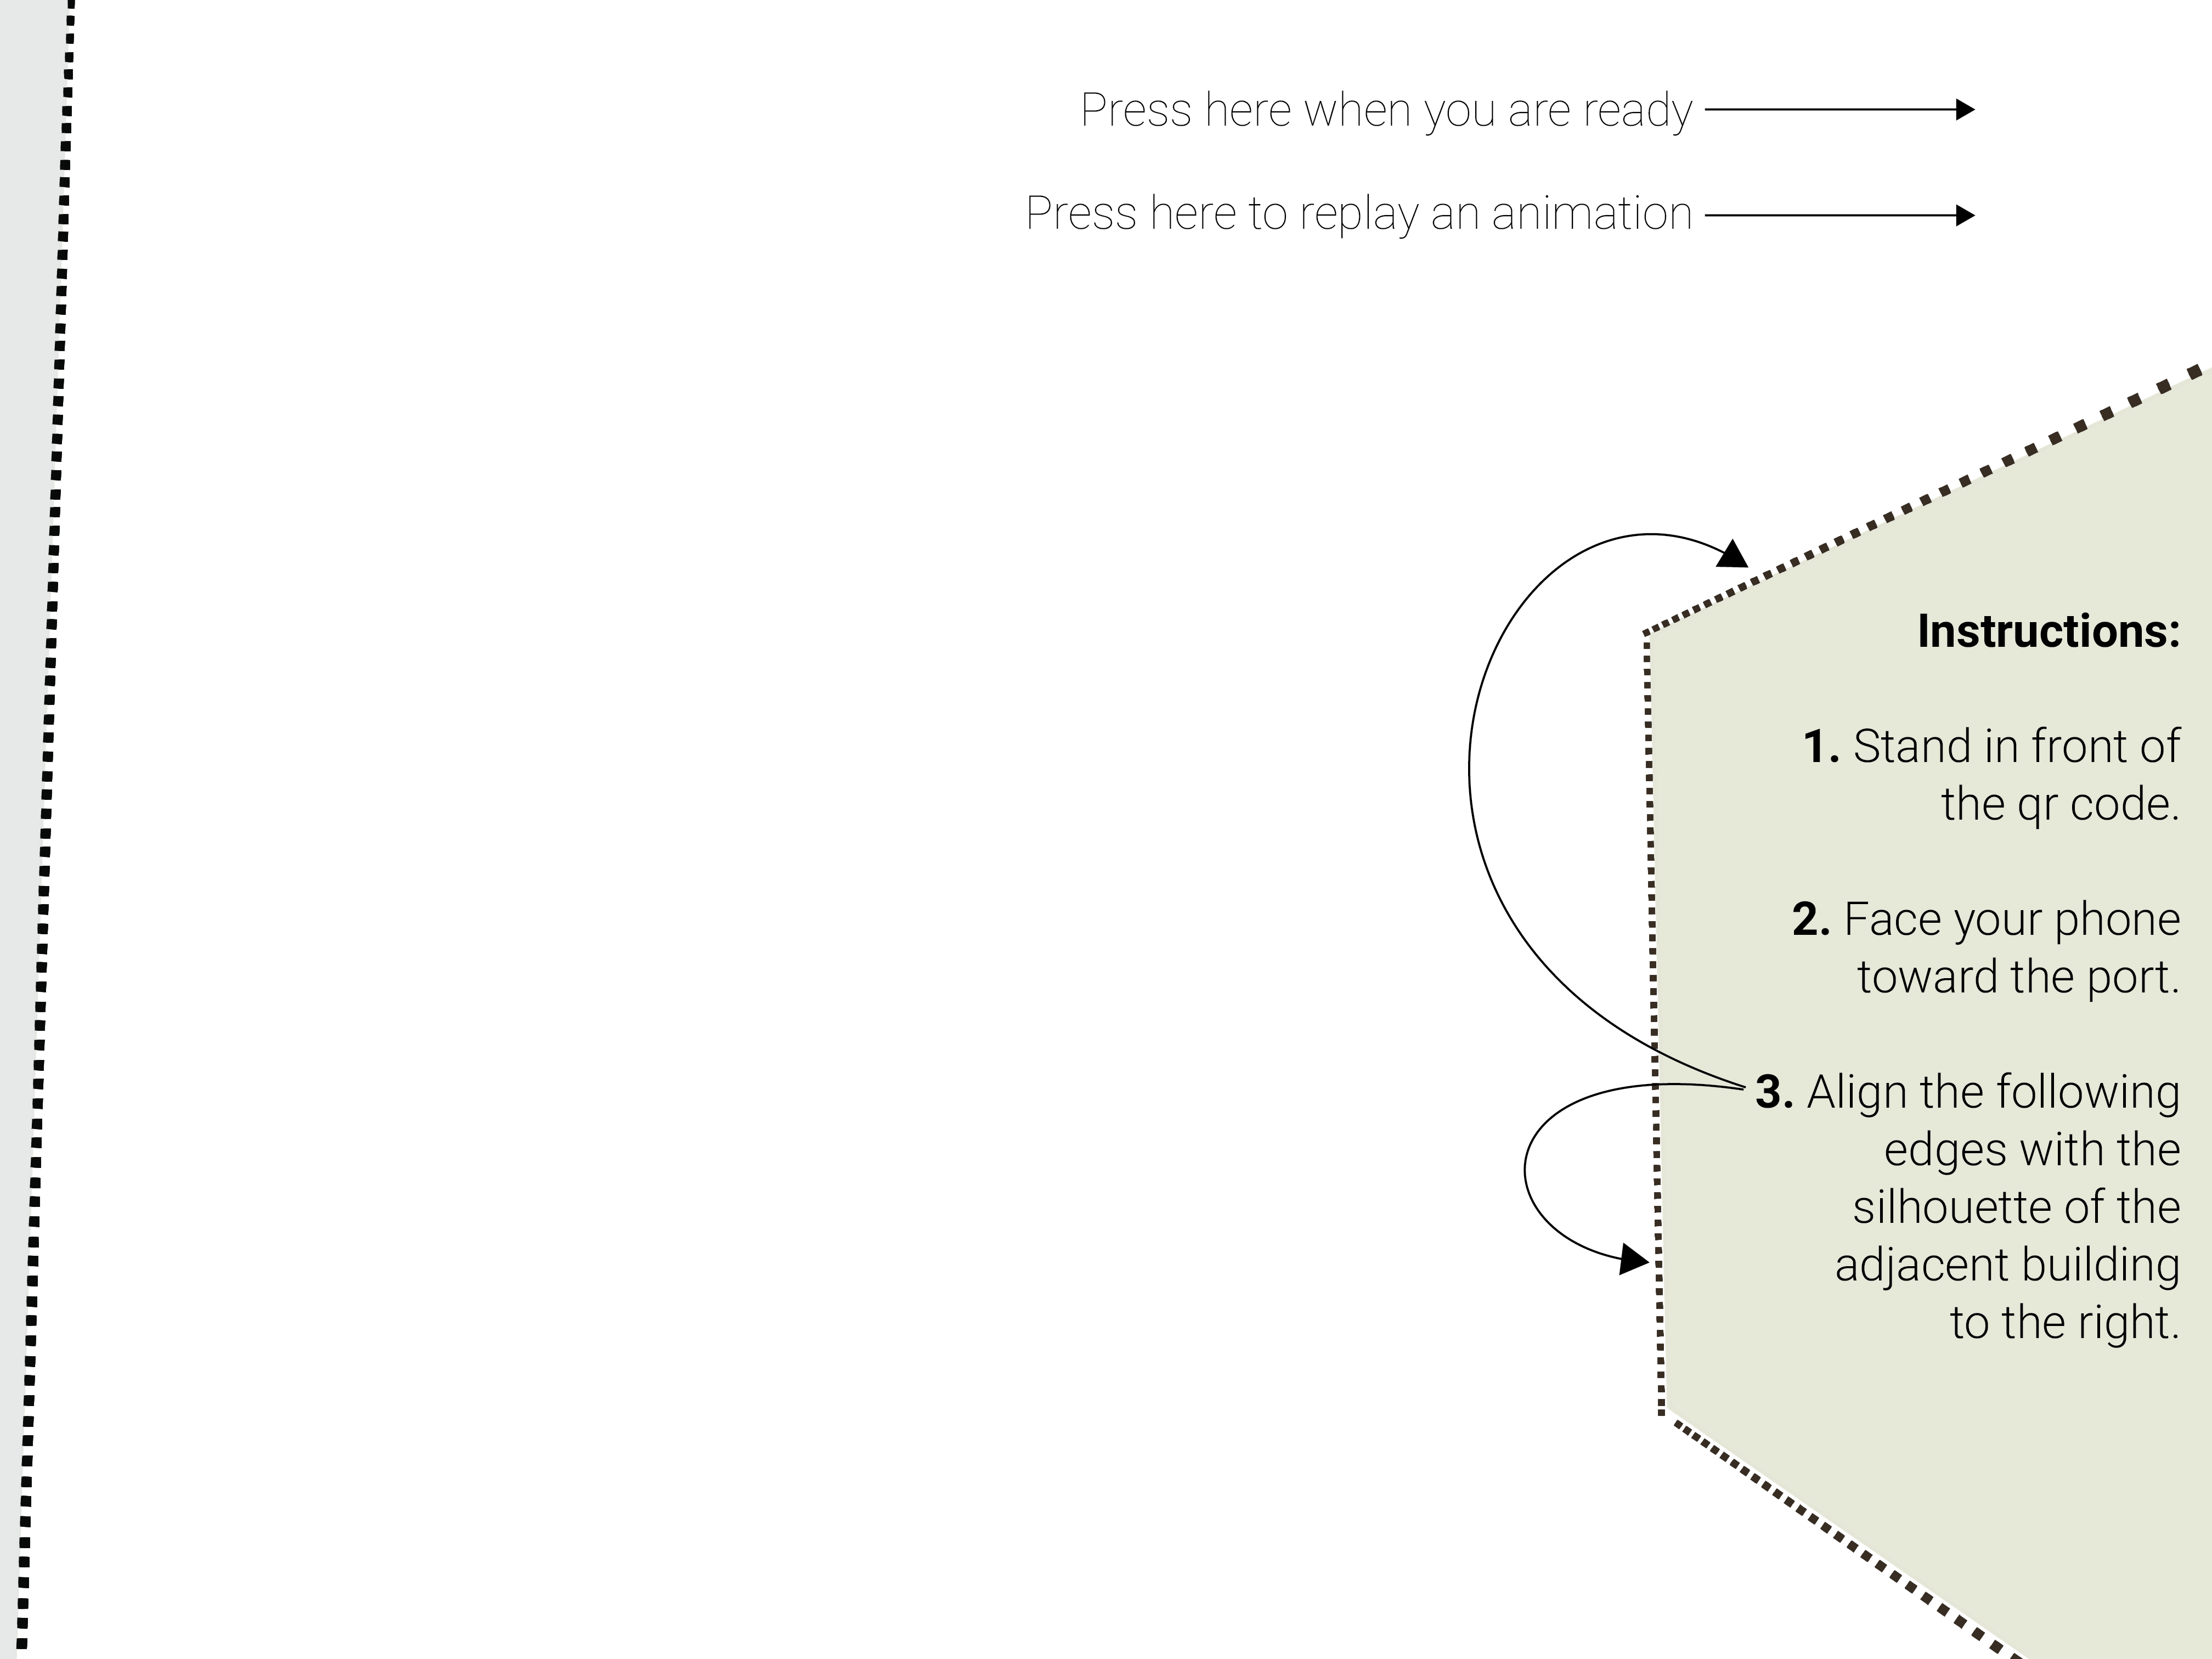 Press here when you are ready
Press here to replay an animation
Instructions:
1. Stand in front of
the qr code.
2. Face your phone
toward the port.
3. Align the following
edges with the
silhouette of the
adjacent building
to the right.